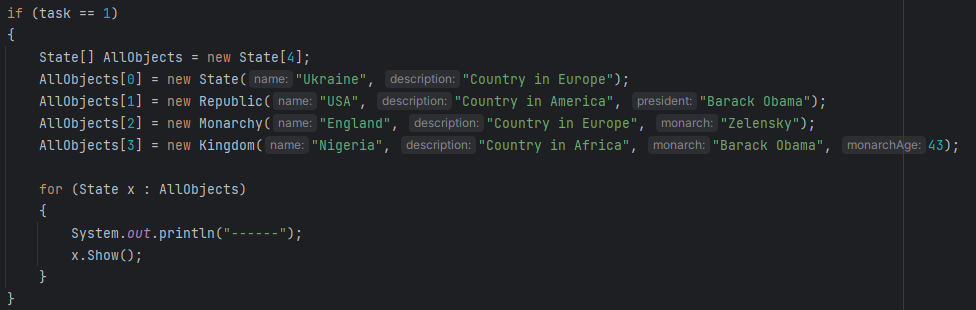 if (task == 1)
{
    State[] AllObjects = new State[4];
    AllObjects[0] = new State( name: "Ukraine", description: "Country in Europe");
    AllObjects[1] = new Republic( name: "USA", description: "Country in America", president: "Barack Obama");
    AllObjects[2] = new Monarchy( name: "England", description: "Country in Europe", monarch: "Zelensky");
    AllObjects[3] = new Kingdom( name: "Nigeria", description: "Country in Africa", monarch: "Barack Obama", monarchAge: 43);

    for (State x : AllObjects)
    {
        System.out.println("------");
        x.Show();
    }
}